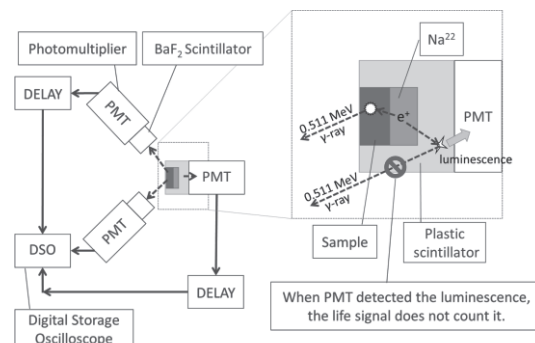 Photomultiplier
BaF2 Scintillator
DELAY
PMT
PMT
PMT
DSO
DELAY
Digital Storage
Oscilloscope
Na22
0.511 MeV
γ-ray
e+
PMT
luminescence
0.511 MeV
γ-ray
Sample
Plastic
scintillator
When PMT detected the luminescence,
the life signal does not count it.